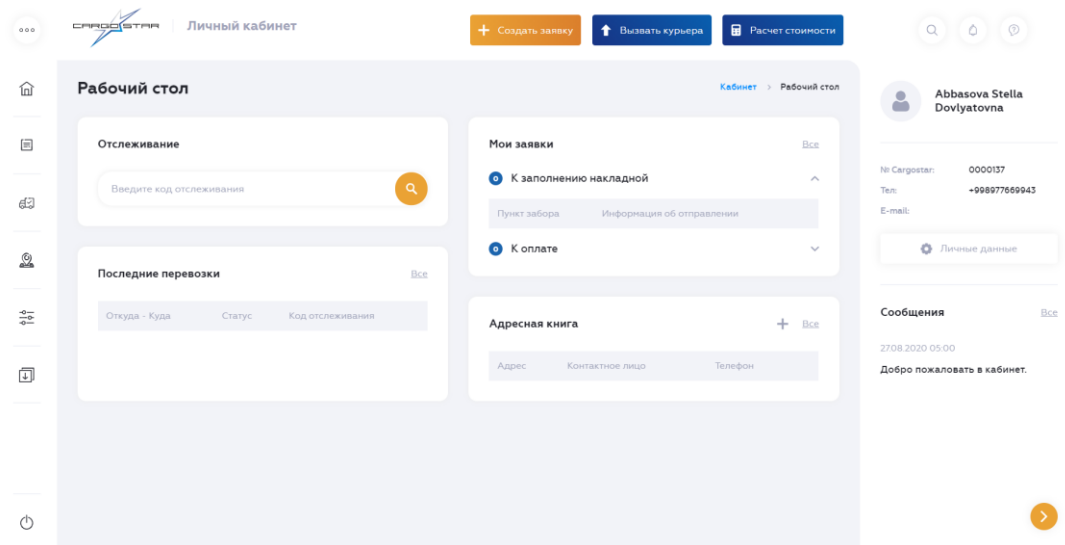 CARGOSTAR
Личный кабинет
Создать заявку
Вызвать курьера
Расчет стоимости
Рабочий стол
Кабинет > Рабочий стол
Отслеживание
Введите код отслеживания
Последние перевозки
Все
Откуда - Куда Статус Код отслеживания
Мои заявки
Все
0 К заполнению накладной
Пункт забора Информация об отправлении
0 К оплате
Адресная книга
Все
Адрес Контактное лицо Телефон
Abbasova Stella
Dovlyatovna
№ Cargostar: 0000137
Тел: +998977669943
E-mail:
Личные данные
Сообщения
Все
27.08.2020 05:00
Добро пожаловать в кабинет.